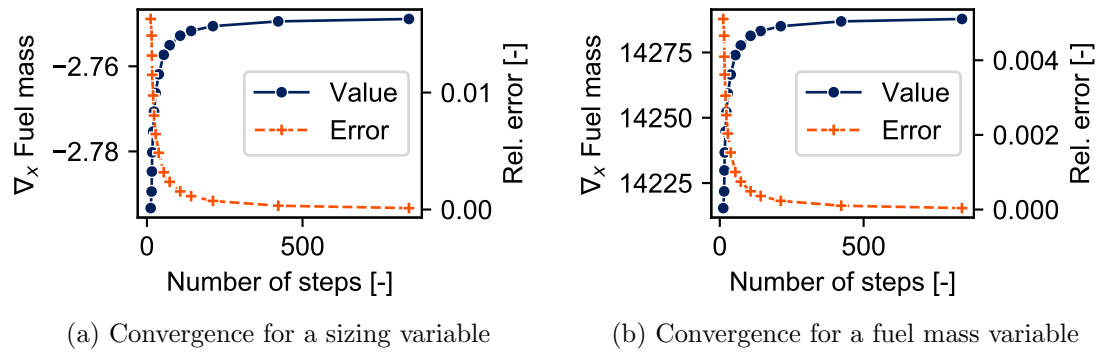 −2.76
−2.78
∇x Fuel mass
0.01
0.00
Rel. error [-]
Value
Error
0
500
Number of steps [-]
(a) Convergence for a sizing variable
14275
14250
14225
∇x Fuel mass
0.004
0.002
0.000
Rel. error [-]
Value
Error
0
500
Number of steps [-]
(b) Convergence for a fuel mass variable